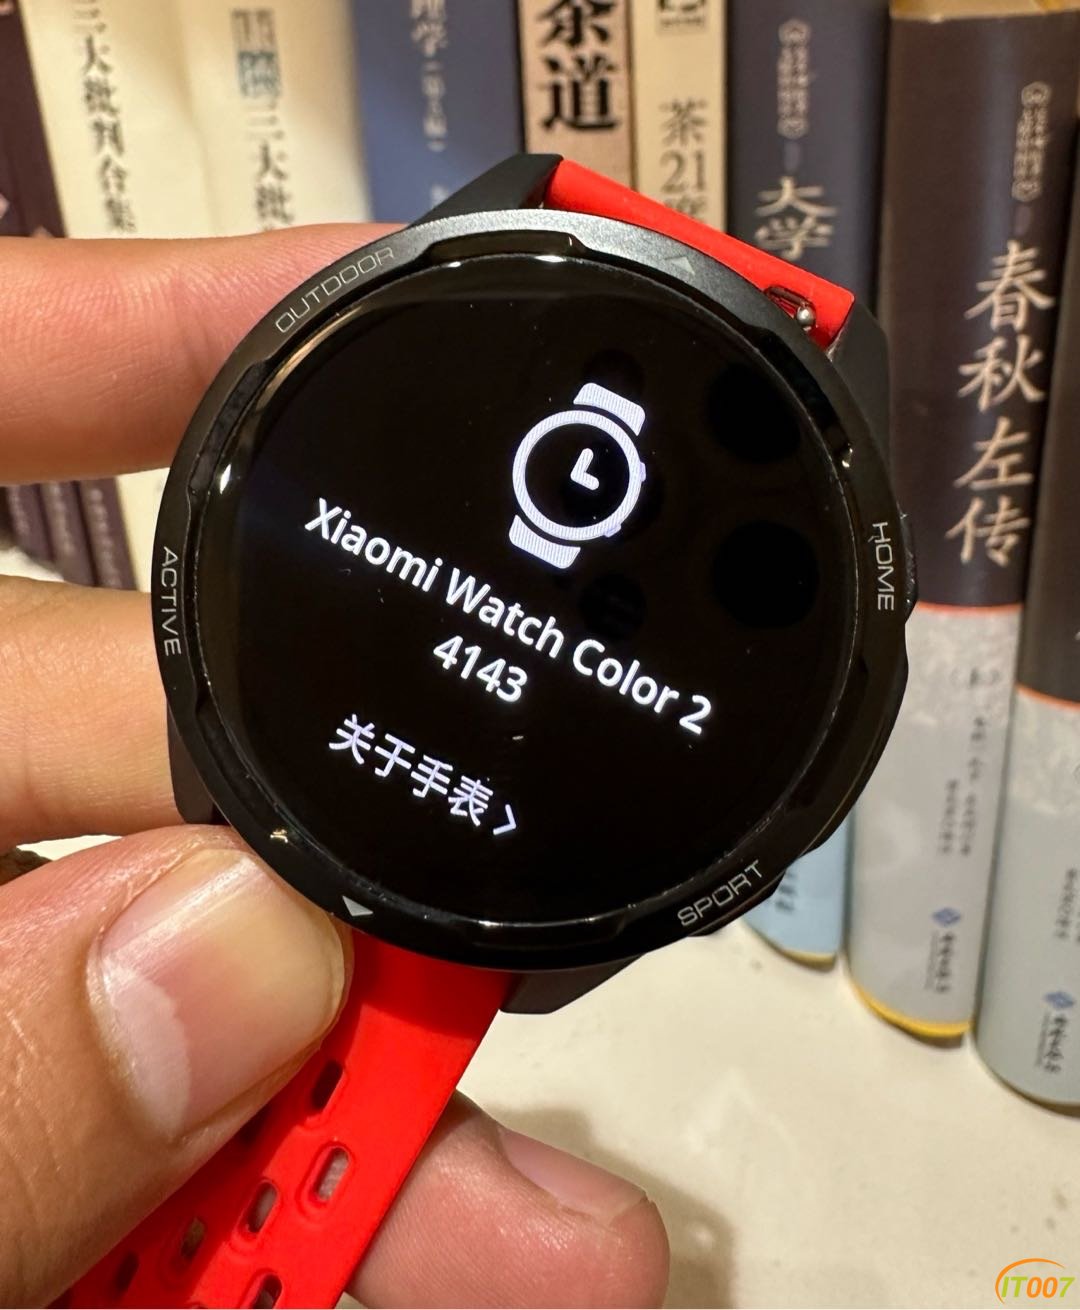 三大批判合集
三大批
茶道
茶21席
大学
春秋左传
OUTDOOR
HOME
ACTIVE
SPORT
Xiaomi Watch Color 2
4143
关于手表
IT007